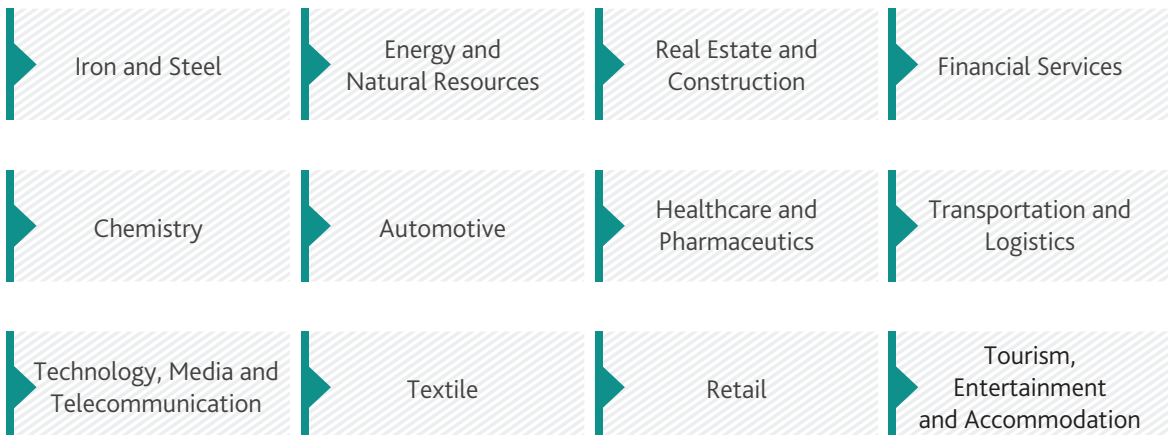 Iron and Steel
Energy and
Natural Resources
Real Estate and
Construction
Financial Services
Chemistry
Automotive
Healthcare and
Pharmaceutics
Transportation and
Logistics
Technology, Media and
Telecommunication
Textile
Retail
Tourism,
Entertainment
and Accommodation